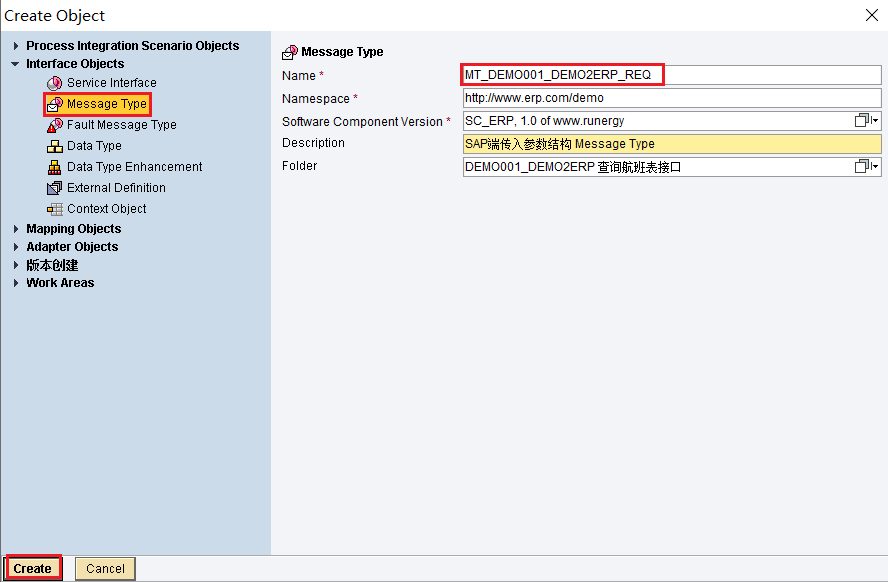 Create Object
Process Integration Scenario Objects
Interface Objects
Service Interface
Message Type
Fault Message Type
Data Type
Data Type Enhancement
External Definition
Context Object
Mapping Objects
Adapter Objects
版本创建
Work Areas
Message Type
Name * MT_DEMO001_DEMO2ERP_REQ
Namespace * http://www.erp.com/demo
Software Component Version * SC_ERP, 1.0 of www.runergy
Description SAP端传入参数结构 Message Type
Folder DEMO001_DEMO2ERP 查询航班表接口
Create Cancel